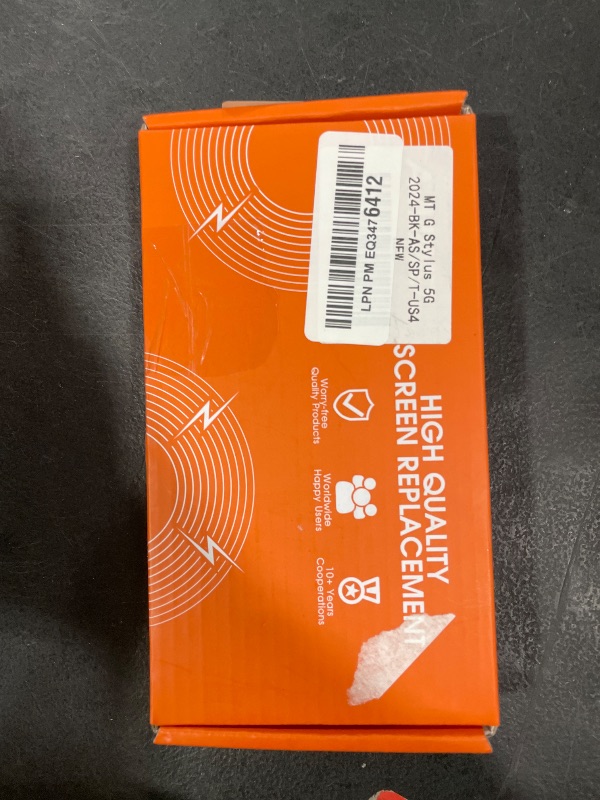 MT G Stylus 5G
2024-BK-AS/SP/T-US4
NEW
LPN PM EQ3476412
HIGH QUALITY
SCREEN REPLACEMENT
Worry-free
Quality Products
Worldwide
Happy Users
10+ Years
Cooperations